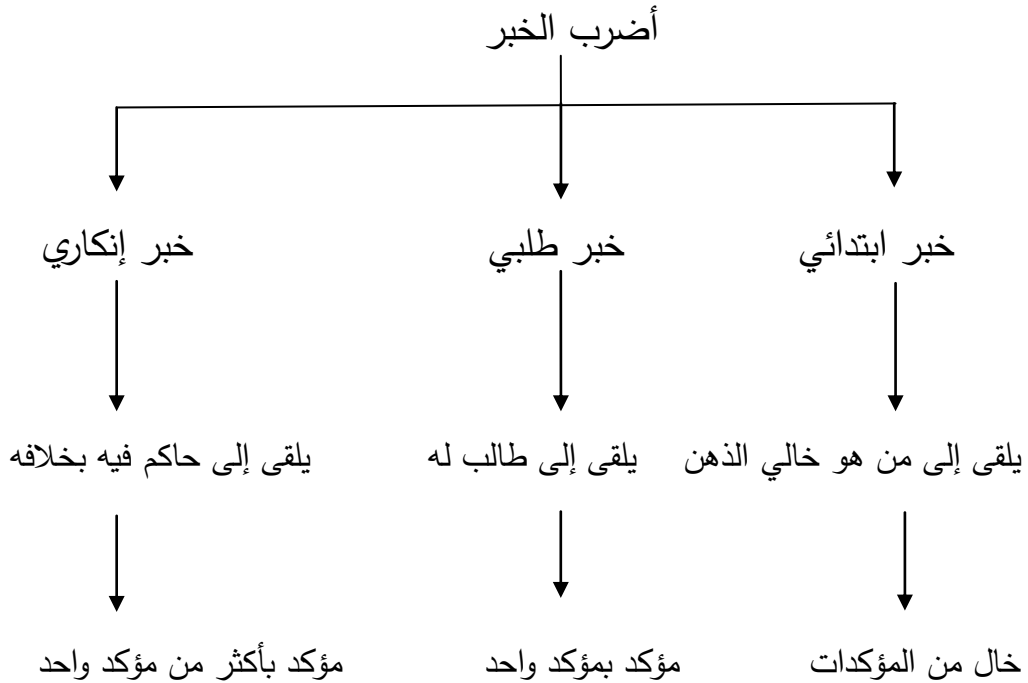 أضرب الخبر
خبر ابتدائي خبر طلبي خبر إنكاري
يلقى إلى من هو خالي الذهن يلقى إلى طالب له يلقى إلى حاكم فيه بخلافه
خال من المؤكدات مؤكد بمؤكد واحد مؤكد بأكثر من مؤكد واحد